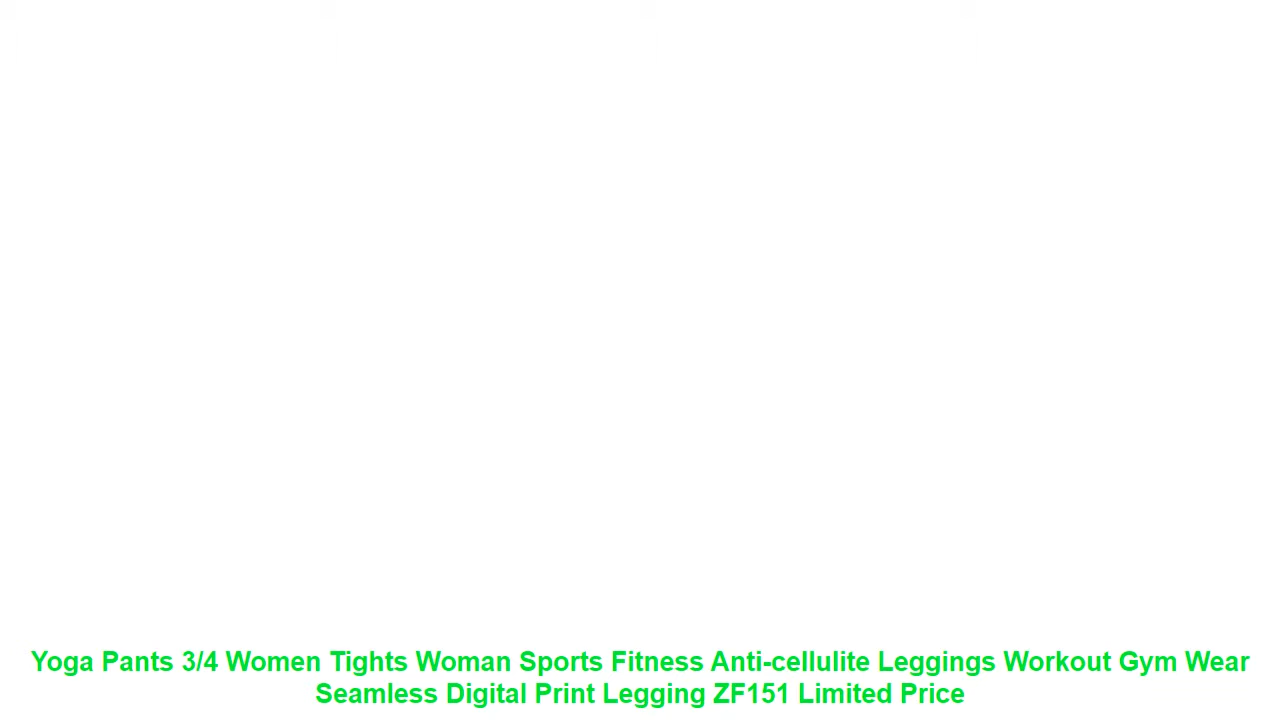 Yoga Pants 3/4 Women Tights Woman Sports Fitness Anti-cellulite Leggings Workout Gym Wear
Seamless Digital Print Legging ZF151 Limited Price